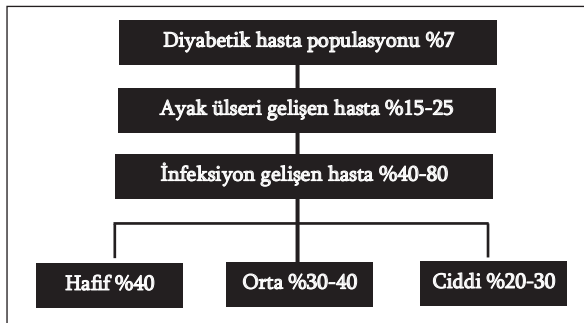 Diyabetik hasta populasyonu %7
Ayak ülseri gelişen hasta %15-25
İnfeksiyon gelişen hasta %40-80
Hafif %40
Orta %30-40
Ciddi %20-30